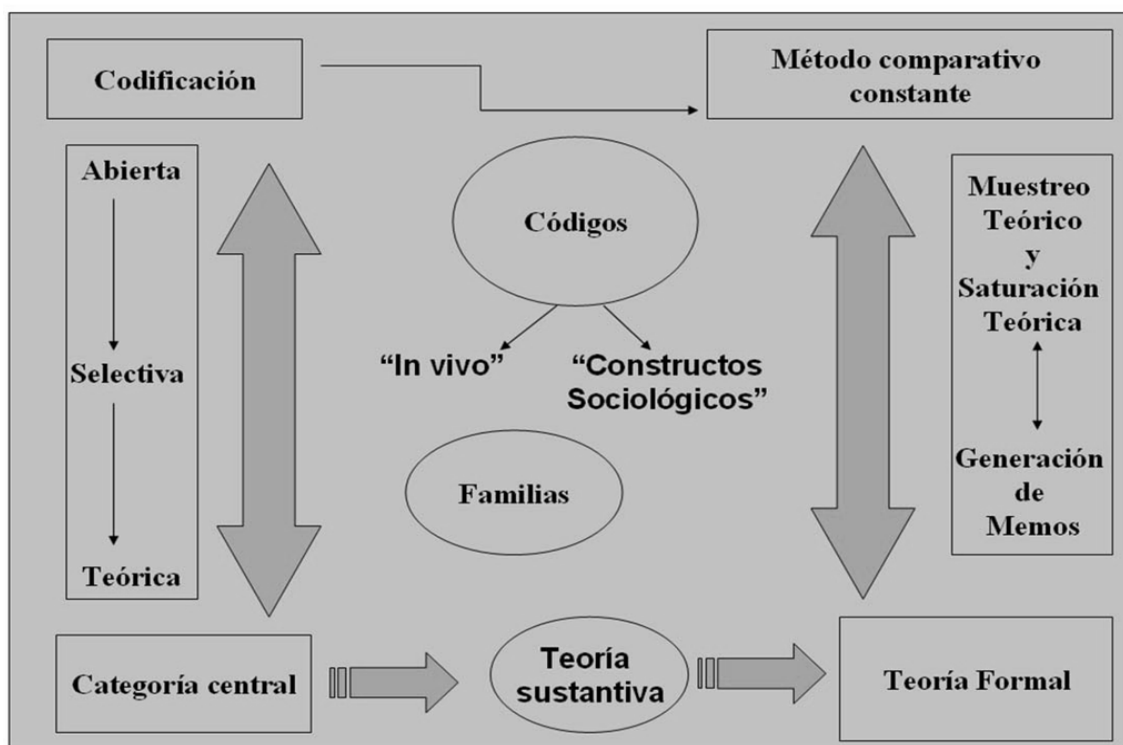 Codificación
Método comparativo
constante
Abierta
Selectiva
Teórica
Códigos
“In vivo”
“Constructos
Sociológicos”
Familias
Muestreo
Teórico
y
Saturación
Teórica
Generación
de
Memos
Categoría central
Teoría
sustantiva
Teoría Formal